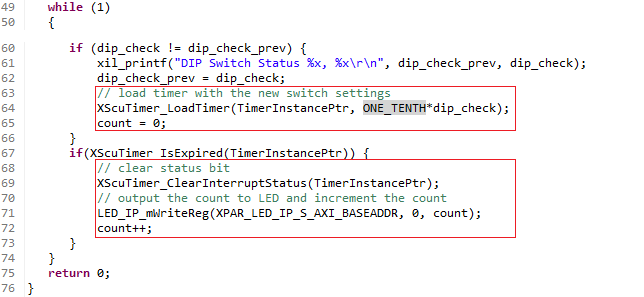 49 while (1)
50 {
60 if (dip_check != dip_check_prev) {
61 xil_printf("DIP Switch Status %x, %x\r\n", dip_check_prev, dip_check);
62 dip_check_prev = dip_check;
63 // load timer with the new switch settings
64 XScuTimer_LoadTimer(TimerInstancePtr, ONE_TENTH*dip_check);
65 count = 0;
66 }
67 if(XScuTimer_IsExpired(TimerInstancePtr)) {
68 // clear status bit
69 XScuTimer_ClearInterruptStatus(TimerInstancePtr);
70 // output the count to LED and increment the count
71 LED_IP_mWriteReg(XPAR_LED_IP_S_AXI_BASEADDR, 0, count);
72 count++;
73 }
74 }
75 return 0;
76 }